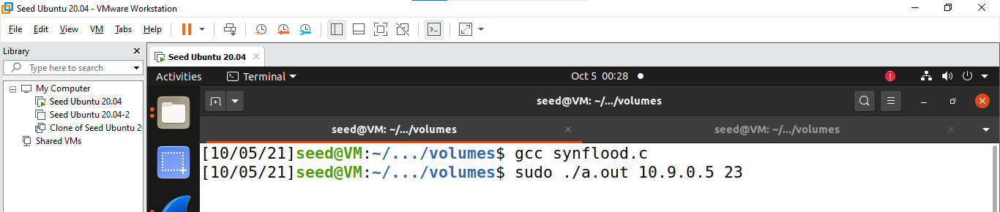 Seed Ubuntu 20.04 - VMware Workstation
File Edit View VM Tabs Help
Library
Type here to search
My Computer
Seed Ubuntu 20.04
Seed Ubuntu 20.04-2
Clone of Seed Ubuntu 2
Shared VMs
Seed Ubuntu 20.04
Activities Terminal Oct 5 00:28
seed@VM: ~/.../volumes
seed@VM: ~/.../volumes seed@VM: ~/.../volumes
[10/05/21]seed@VM:~/.../volumes$ gcc synflood.c
[10/05/21]seed@VM:~/.../volumes$ sudo ./a.out 10.9.0.5 23